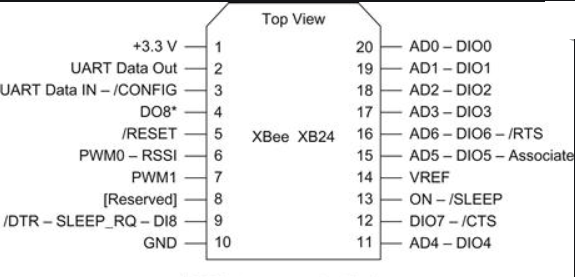 Top View
+3.3 V 1 20 AD0 – DIO0
UART Data Out 2 19 AD1 – DIO1
UART Data IN – /CONFIG 3 18 AD2 – DIO2
DO8* 4 17 AD3 – DIO3
/RESET 5 XBee XB24 16 AD6 – DIO6 – /RTS
PWM0 – RSSI 6 15 AD5 – DIO5 – Associate
PWM1 7 14 VREF
[Reserved] 8 13 ON – /SLEEP
/DTR – SLEEP_RQ – DI8 9 12 DIO7 – /CTS
GND 10 11 AD4 – DIO4